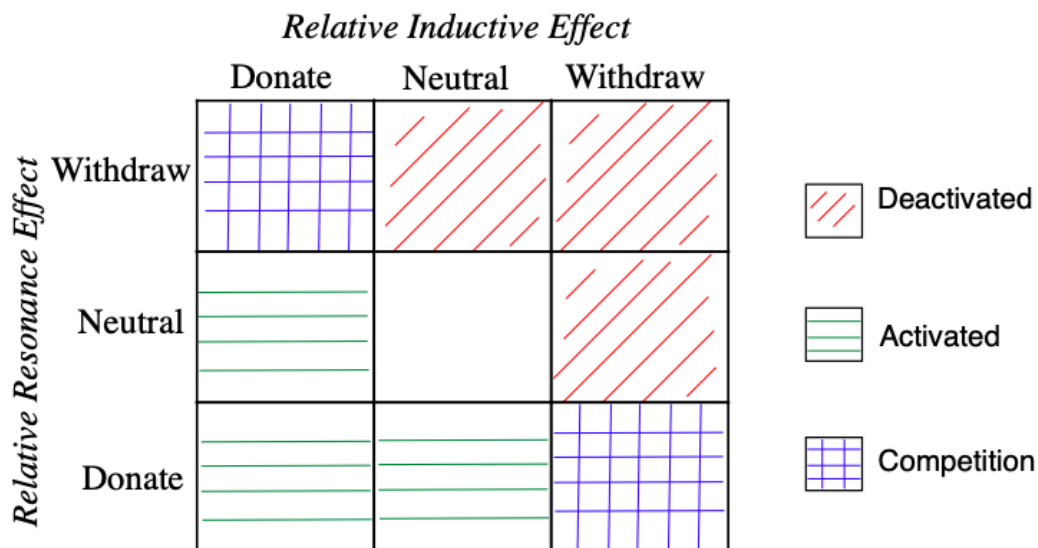 Relative Inductive Effect
Donate Neutral Withdraw
Relative Resonance Effect
Withdraw
Neutral
Donate
Deactivated
Activated
Competition